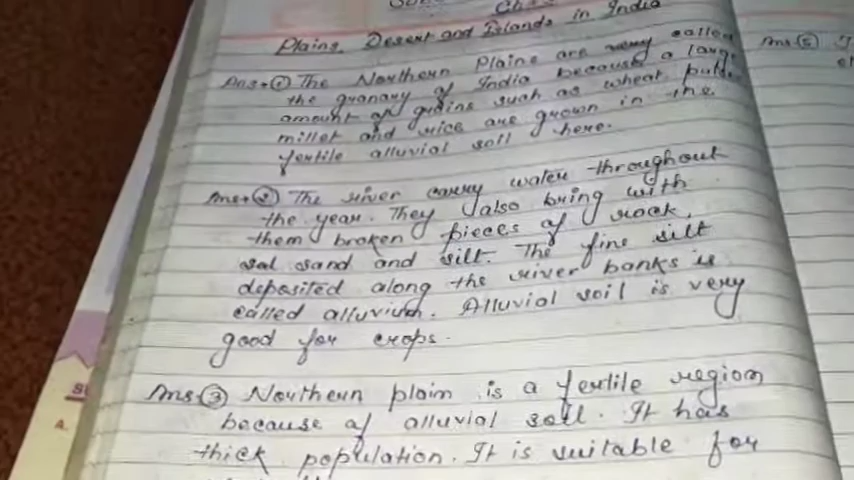 Plains, Desert and Islands in India
Ans→① The Northern Plains are called
the granary of India because a large
amount of grains such as wheat
millet and rice are grown in the
fertile alluvial soil here.
Ans→② The river carry water throughout
the year. They also bring with
them broken pieces of rock,
sand and silt. The fine silt
deposited along the river banks is
called alluvium. Alluvial soil is very
good for crops.
Ans③ Northern plain is a fertile region
because of alluvial soil. It has
thick population. It is suitable for
Ans⑤